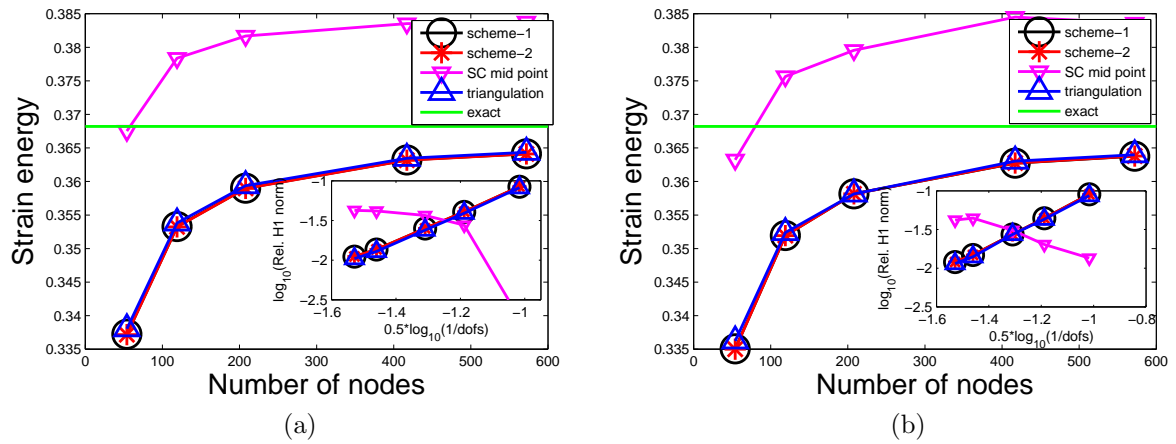 0.385
0.38
0.375
0.37
0.365
0.36
0.355
0.35
0.345
0.34
0.335
0 100 200 300 400 500 600
Strain energy
Number of nodes
scheme-1
scheme-2
SC mid point
triangulation
exact
-1
-1.5
-2
-2.5
-1.6 -1.4 -1.2 -1
log10(Rel. H1 norm)
0.5*log10(1/dofs)
(a)
0.385
0.38
0.375
0.37
0.365
0.36
0.355
0.35
0.345
0.34
0.335
0 100 200 300 400 500 600
Strain energy
Number of nodes
scheme-1
scheme-2
SC mid point
triangulation
exact
-1
-1.5
-2
-2.5
-1.6 -1.4 -1.2 -1 -0.8
log10(Rel. H1 norm)
0.5*log10(1/dofs)
(b)